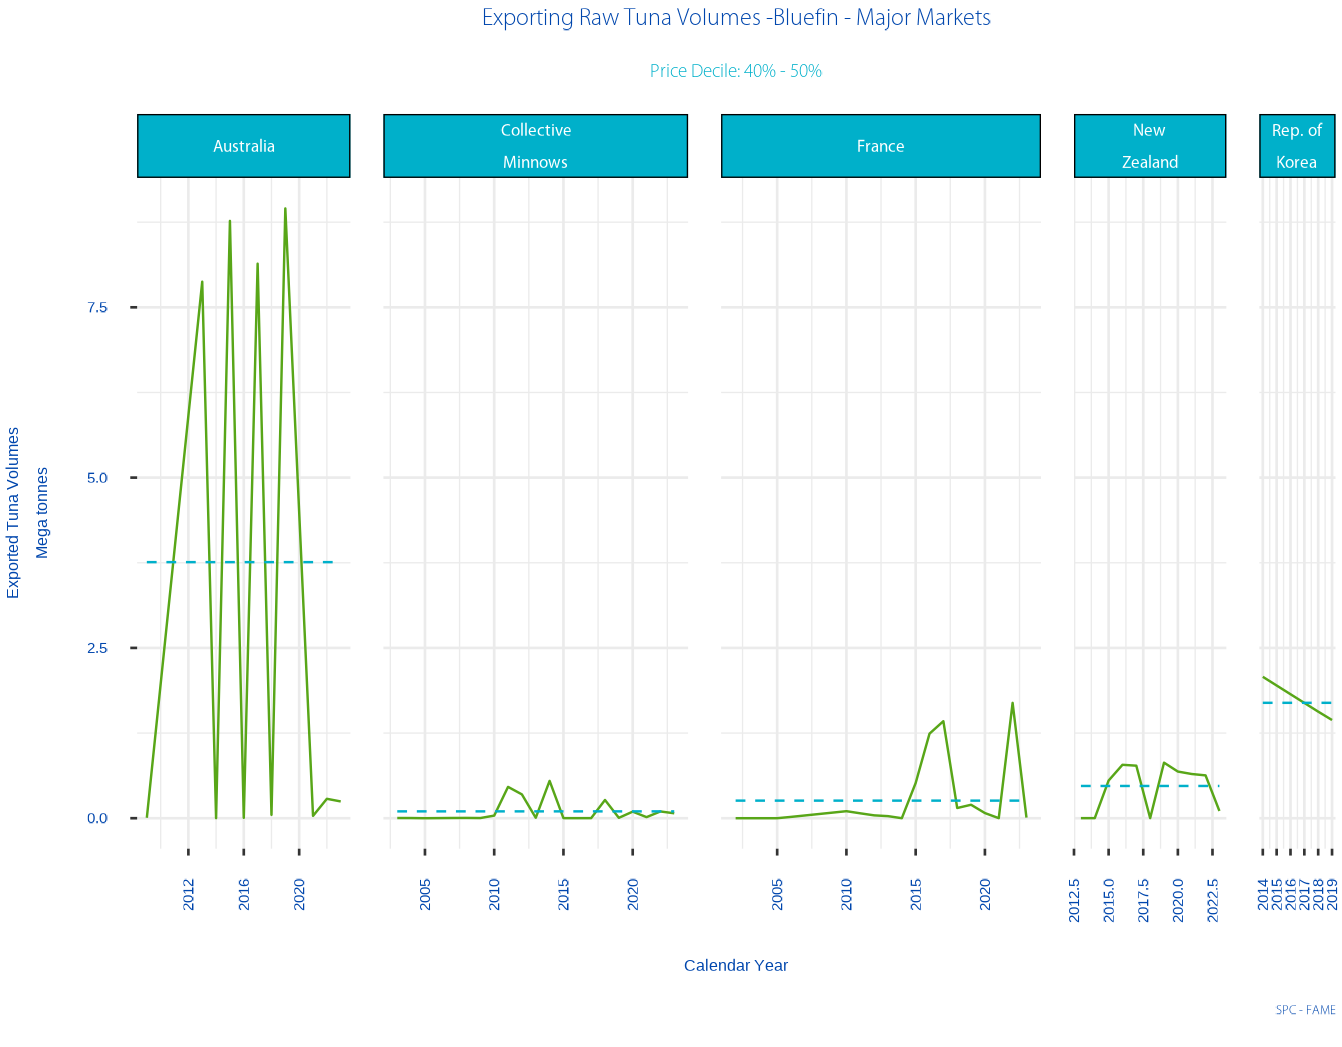 Exporting Raw Tuna Volumes -Bluefin - Major Markets
Price Decile: 40% - 50%
Australia
Collective
Minnows
France
New
Zealand
Rep. of
Korea
Exported Tuna Volumes
Mega tonnes
7.5
5.0
2.5
0.0
2012
2016
2020
2005
2010
2015
2020
2005
2010
2015
2020
2012.5
2015.0
2017.5
2020.0
2022.5
2014
2015
2016
2017
2018
2019
Calendar Year
SPC - FAME